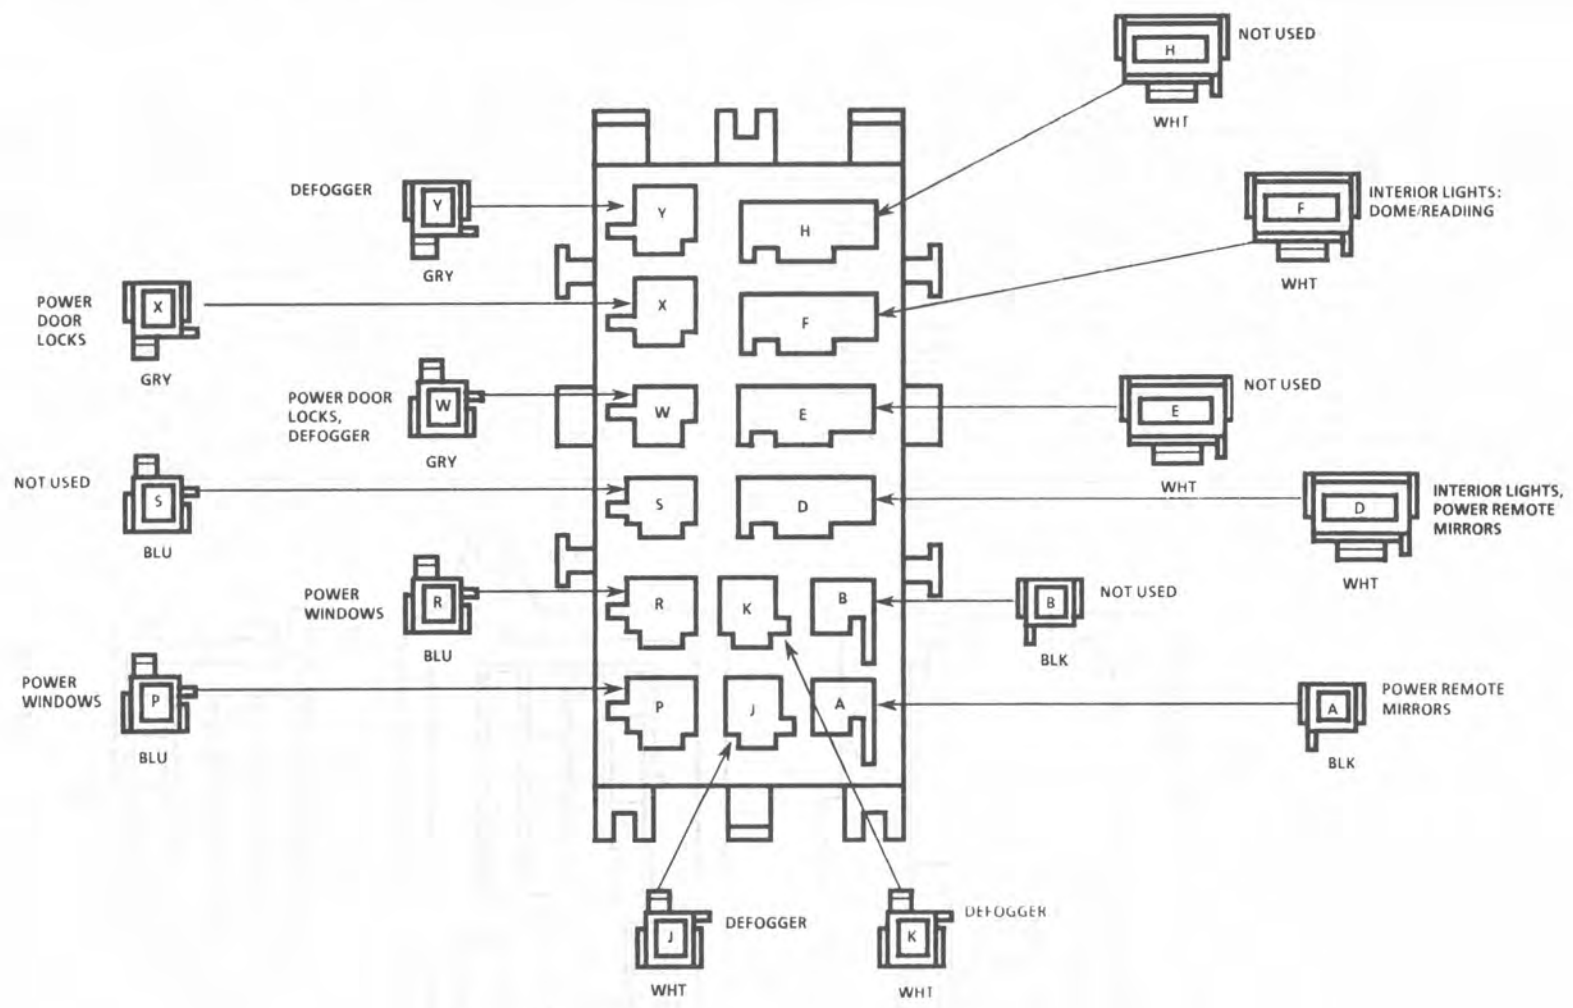 H
NOT USED
WHT
DEFOGGER
Y
GRY
F
INTERIOR LIGHTS:
DOME/READIING
WHT
POWER
DOOR
LOCKS
X
GRY
POWER DOOR
LOCKS,
DEFOGGER
W
GRY
NOT USED
S
BLU
POWER
WINDOWS
R
BLU
POWER
WINDOWS
P
BLU
Y
H
X
F
W
E
S
D
R
K
B
P
J
A
E
NOT USED
WHT
D
INTERIOR LIGHTS,
POWER REMOTE
MIRRORS
WHT
B
NOT USED
BLK
A
POWER REMOTE
MIRRORS
BLK
J
DEFOGGER
WHT
K
DEFOGGER
WHT